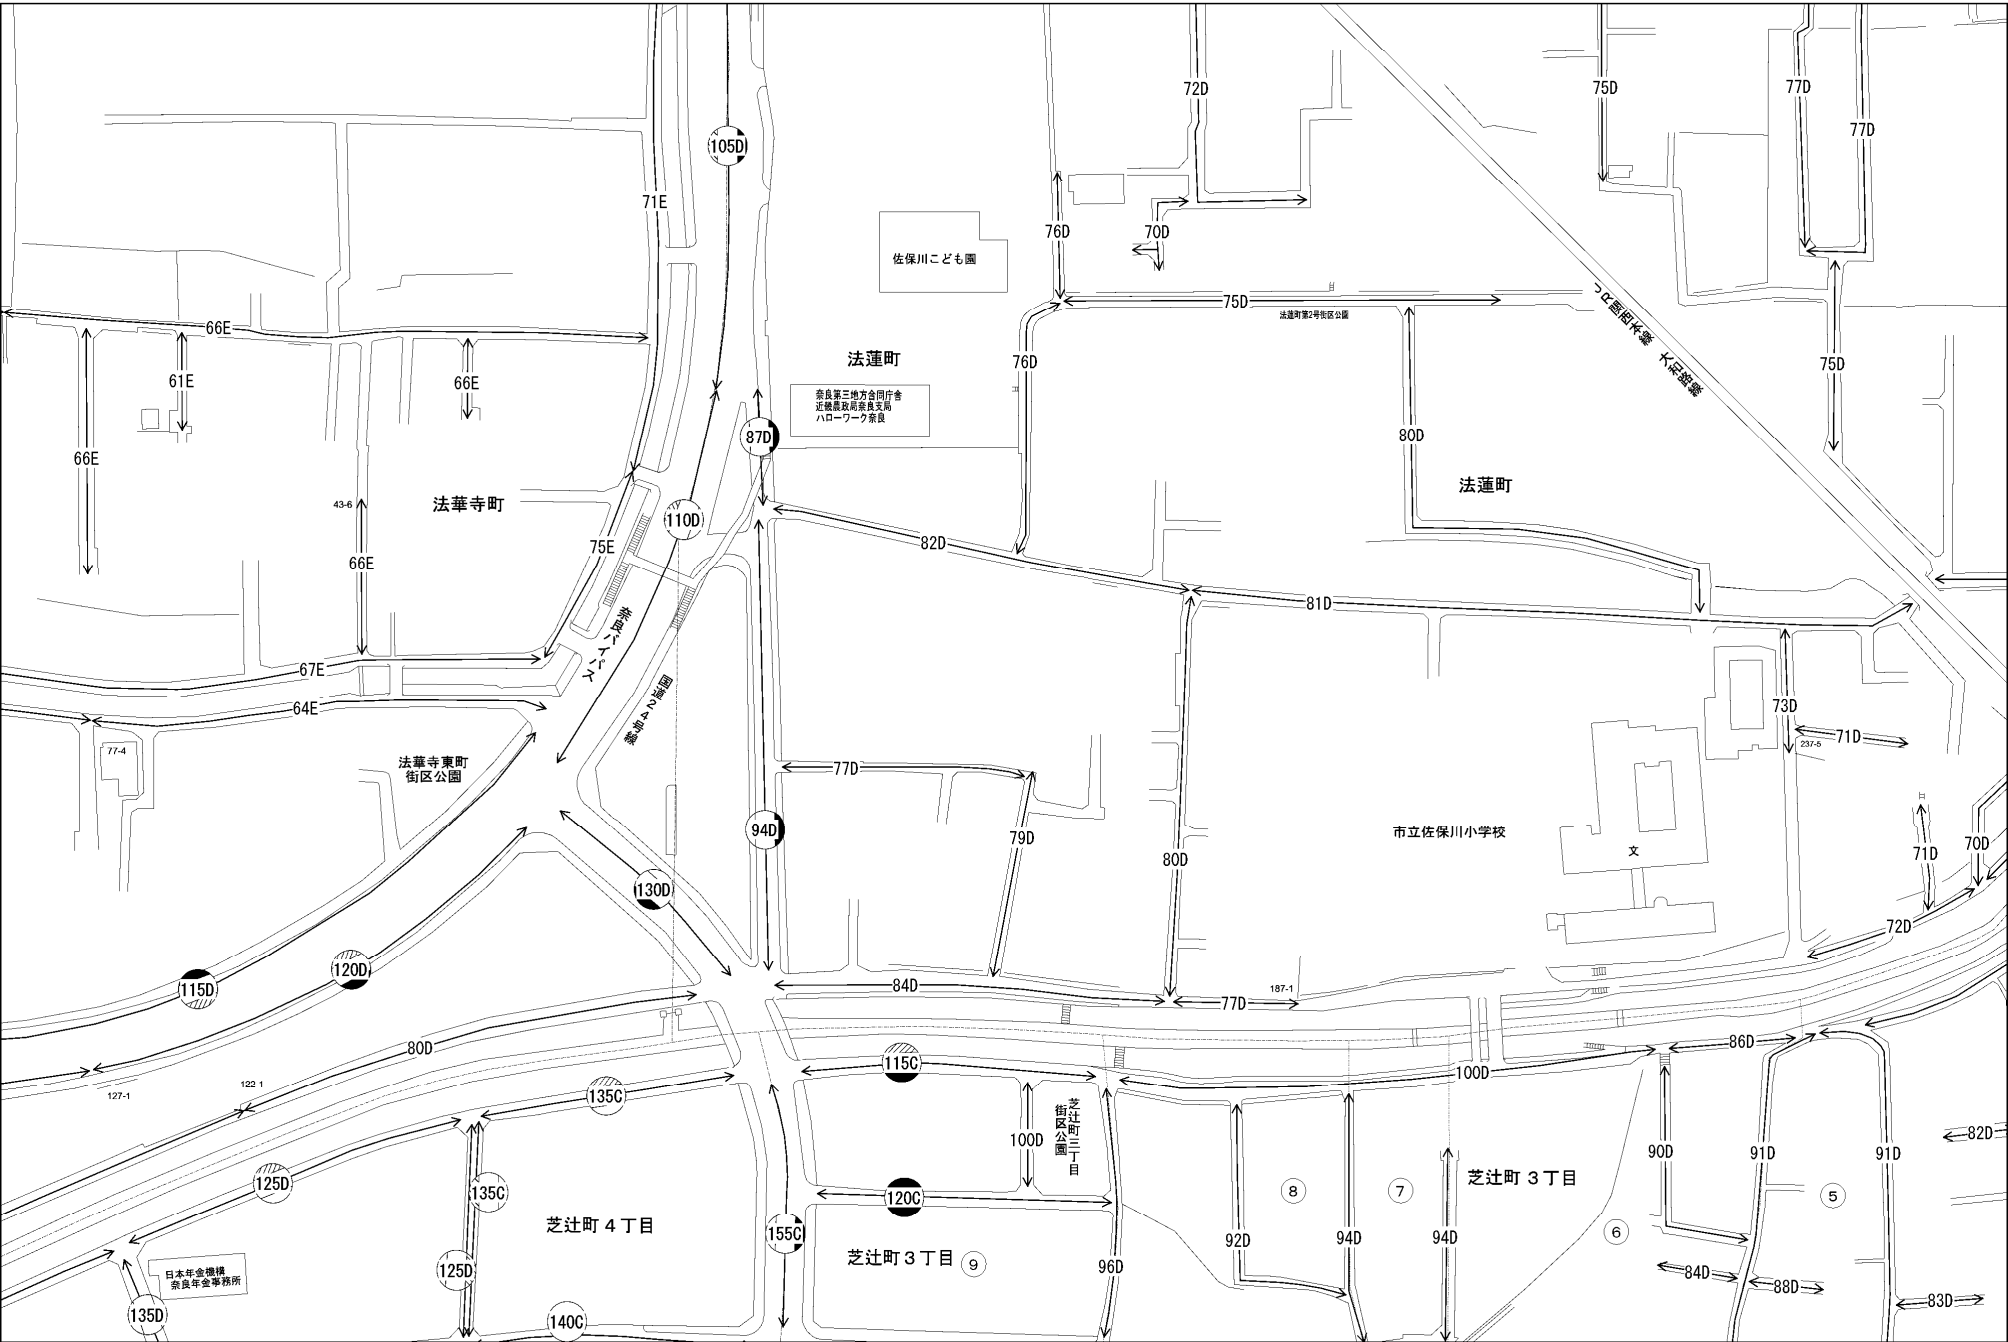 105D
72D
75D
77D
77D
71E
76D
70D
佐保川こども園
66E
75D
法蓮町第2号街区公園
JR関西本線 大和路線
61E
66E
法蓮町
76D
75D
奈良第三地方合同庁舎
近畿農政局奈良支局
ハローワーク奈良
66E
87D
80D
43-6
法華寺町
法蓮町
110D
75E
82D
66E
81D
奈良バイパス
67E
国道24号線
64E
73D
71D
237-5
77-4
法華寺東町
街区公園
77D
94D
79D
市立佐保川小学校
文
80D
71D
70D
130D
72D
115D
120D
84D
77D
187-1
80D
115C
100D
86D
122 1
127-1
135C
芝辻町三丁目
街区公園
100D
90D
91D
91D
82D
125D
135C
120C
⑧
⑦
芝辻町3丁目
⑤
芝辻町4丁目
155C
92D
94D
94D
⑥
芝辻町3丁目
⑨
96D
125D
日本年金機構
奈良年金事務所
84D
88D
83D
135D
140C